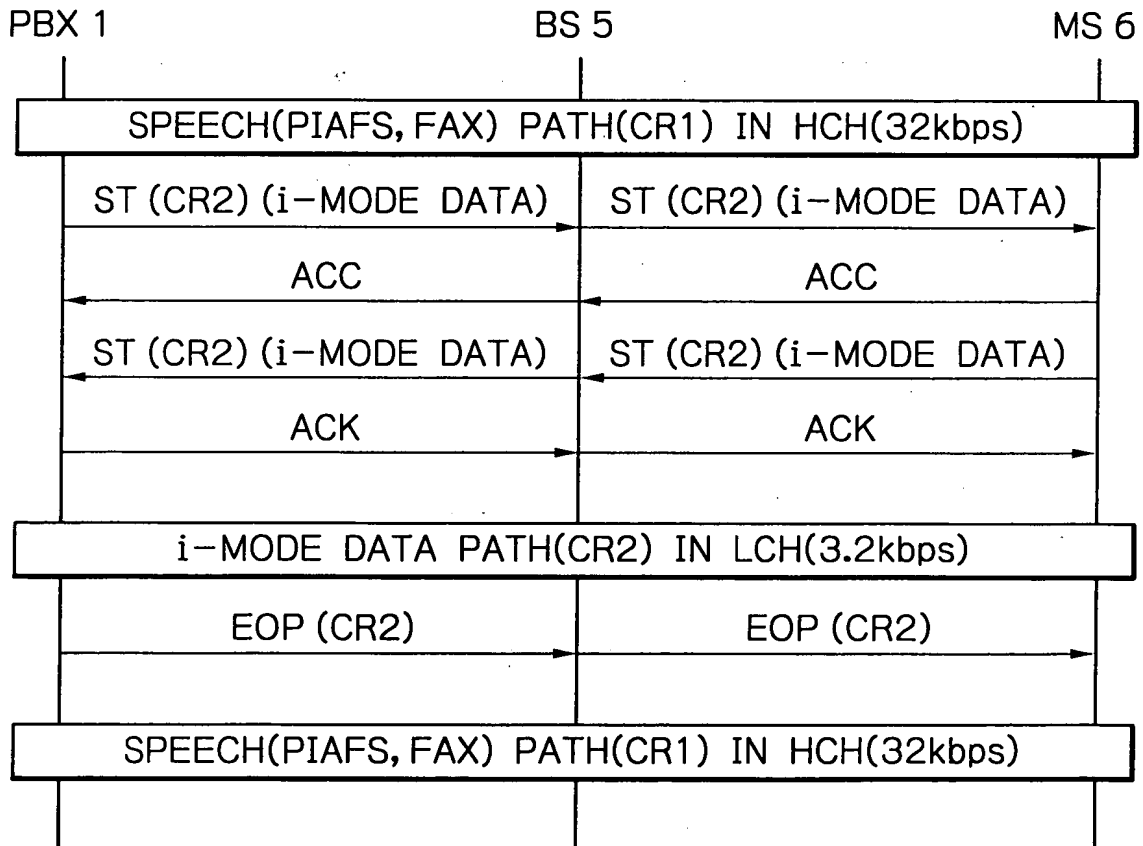 PBX 1 BS 5 MS 6
SPEECH(PIAFS, FAX) PATH(CR1) IN HCH(32kbps)
ST (CR2) (i-MODE DATA) ST (CR2) (i-MODE DATA)
ACC ACC
ST (CR2) (i-MODE DATA) ST (CR2) (i-MODE DATA)
ACK ACK
i-MODE DATA PATH(CR2) IN LCH(3.2kbps)
EOP (CR2) EOP (CR2)
SPEECH(PIAFS, FAX) PATH(CR1) IN HCH(32kbps)